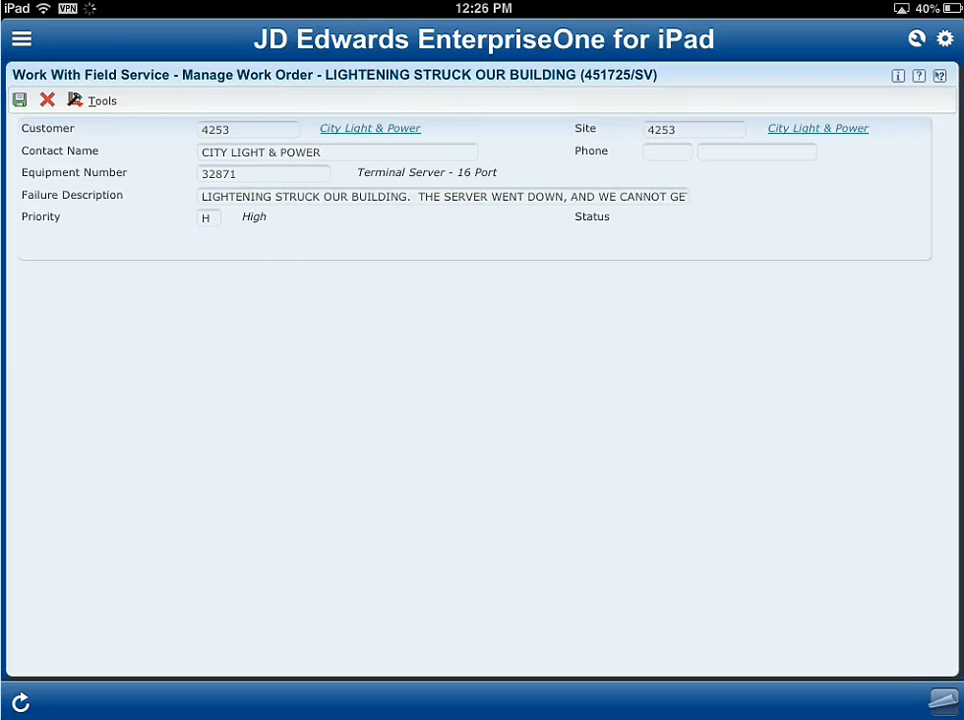 iPad VPN 12:26 PM 40%
JD Edwards EnterpriseOne for iPad
Work With Field Service - Manage Work Order - LIGHTENING STRUCK OUR BUILDING (451725/SV)
Tools
Customer 4253 City Light & Power Site 4253 City Light & Power
Contact Name CITY LIGHT & POWER Phone
Equipment Number 32871 Terminal Server - 16 Port
Failure Description LIGHTENING STRUCK OUR BUILDING. THE SERVER WENT DOWN, AND WE CANNOT GE
Priority H High Status